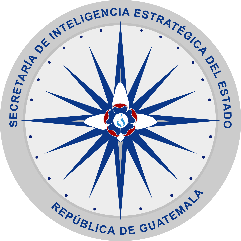 SECRETARÍA DE INTELIGENCIA ESTRATÉGICA DEL ESTADO
REPÚBLICA DE GUATEMALA